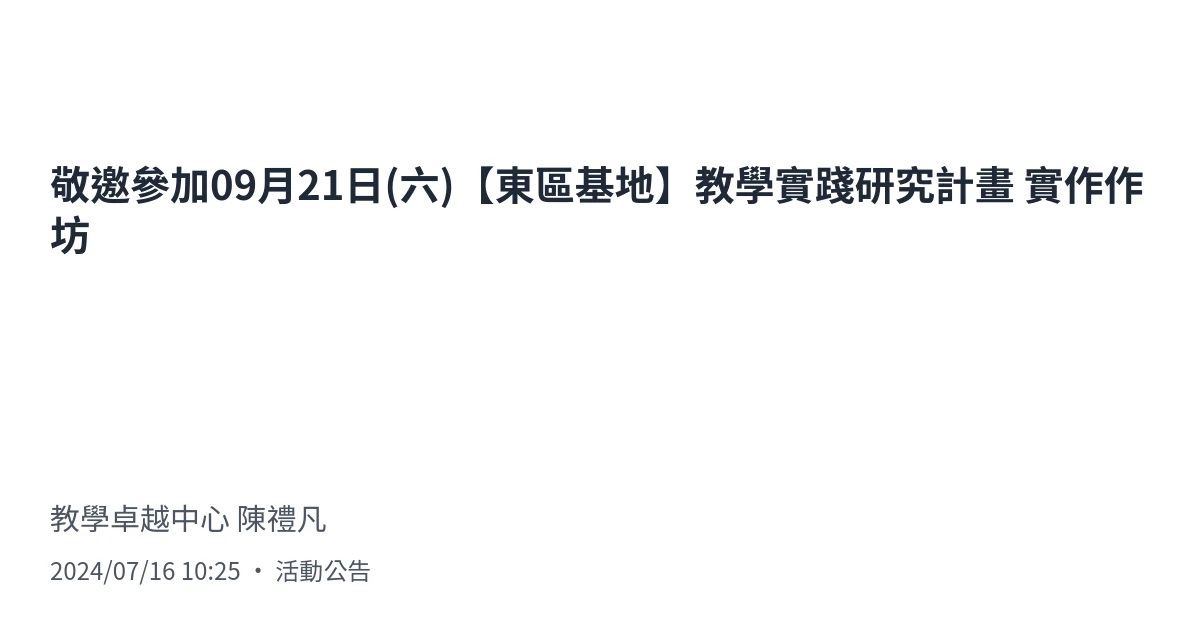 敬邀參加09月21日(六)【東區基地】教學實踐研究計畫 實作作
坊
教學卓越中心 陳禮凡
2024/07/16 10:25 · 活動公告